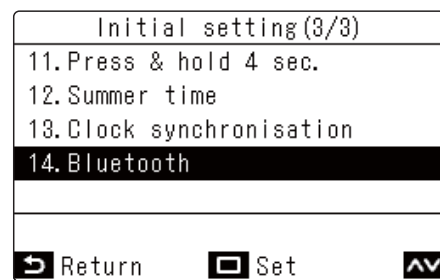 Initial setting(3/3)
11.Press & hold 4 sec.
12.Summer time
13.Clock synchronisation
14.Bluetooth
Return Set